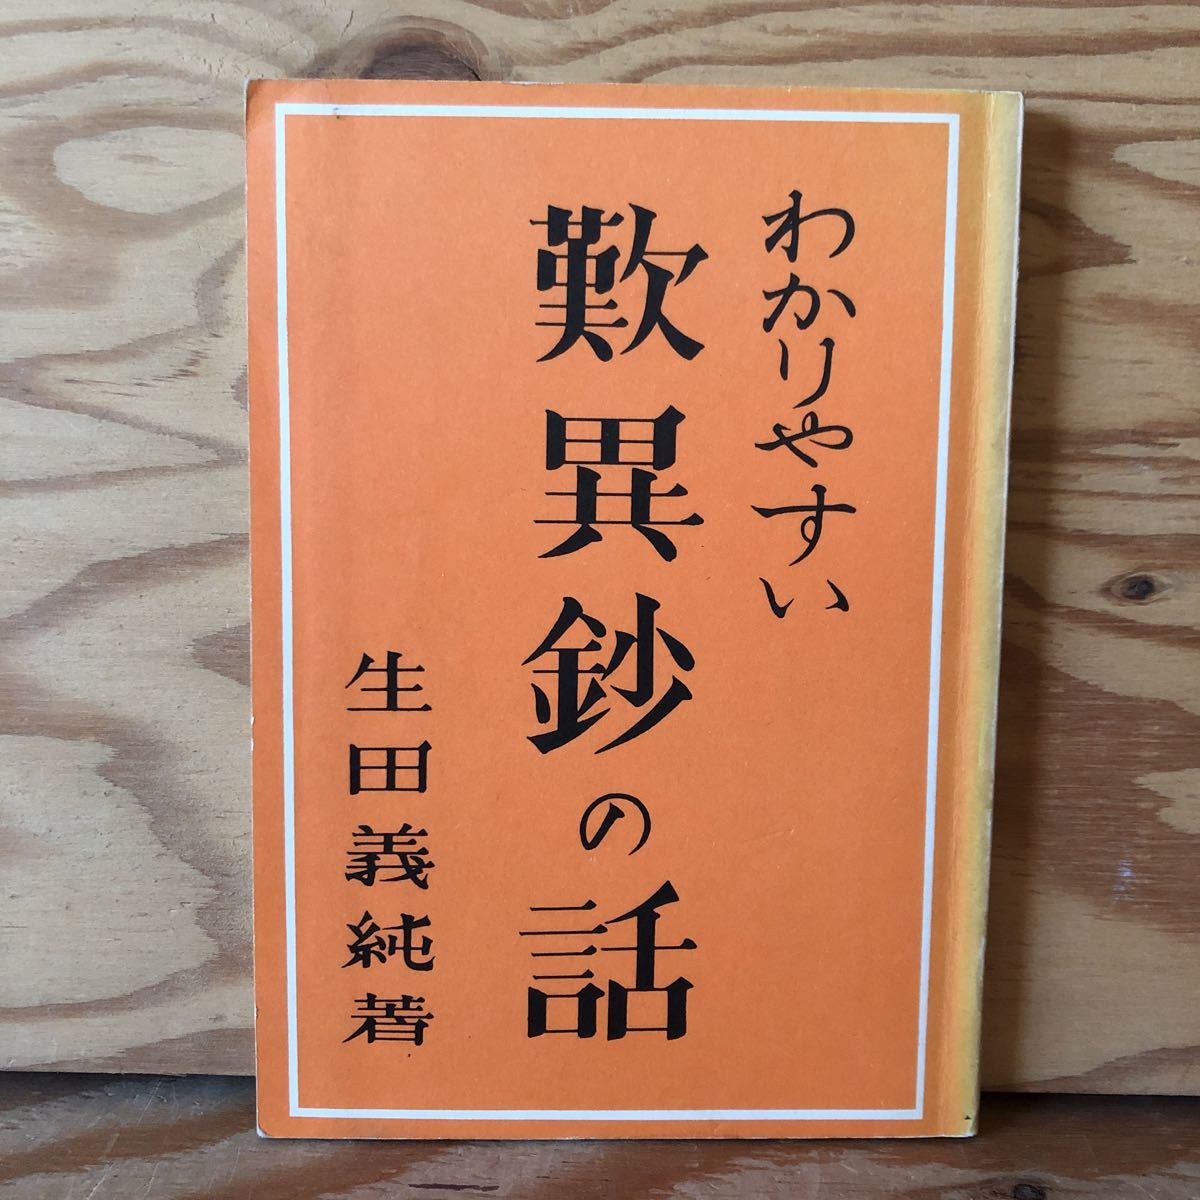 わかりやすい
歎異鈔の話
生田義純著